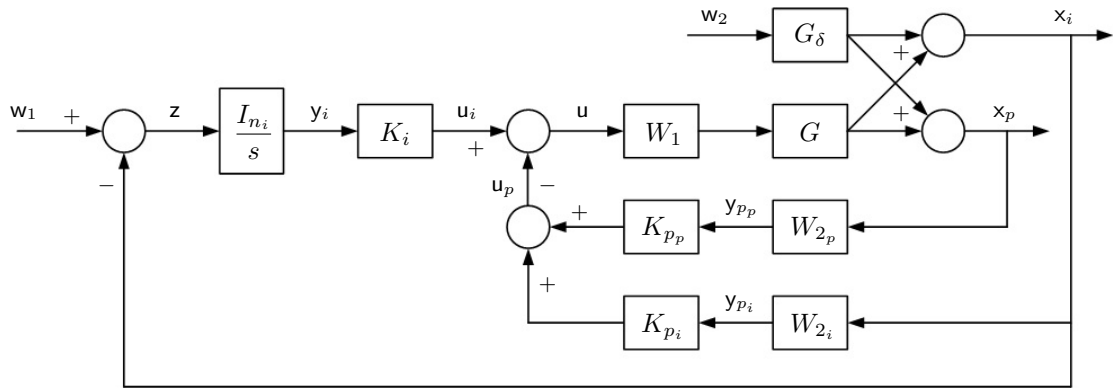 w₂ G_δ x_i
+
w₁ + z I_{n_i}/s y_i K_i u_i + u W₁ G + x_p
−
u_p −
+ K_{p_p} y_{p_p} W_{2_p}
+ K_{p_i} y_{p_i} W_{2_i}